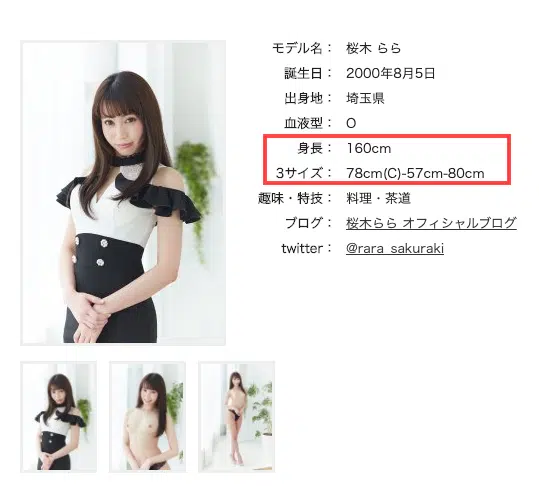 モデル名： 桜木 らら
誕生日： 2000年8月5日
出身地： 埼玉県
血液型： O
身長： 160cm
3サイズ： 78cm(C)-57cm-80cm
趣味・特技： 料理・茶道
ブログ： 桜木らら オフィシャルブログ
twitter： @rara_sakuraki